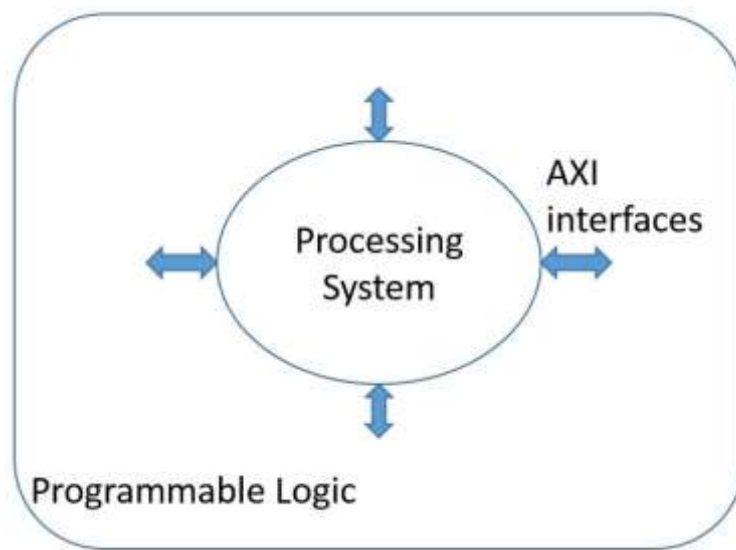 AXI
interfaces
Processing
System
Programmable Logic